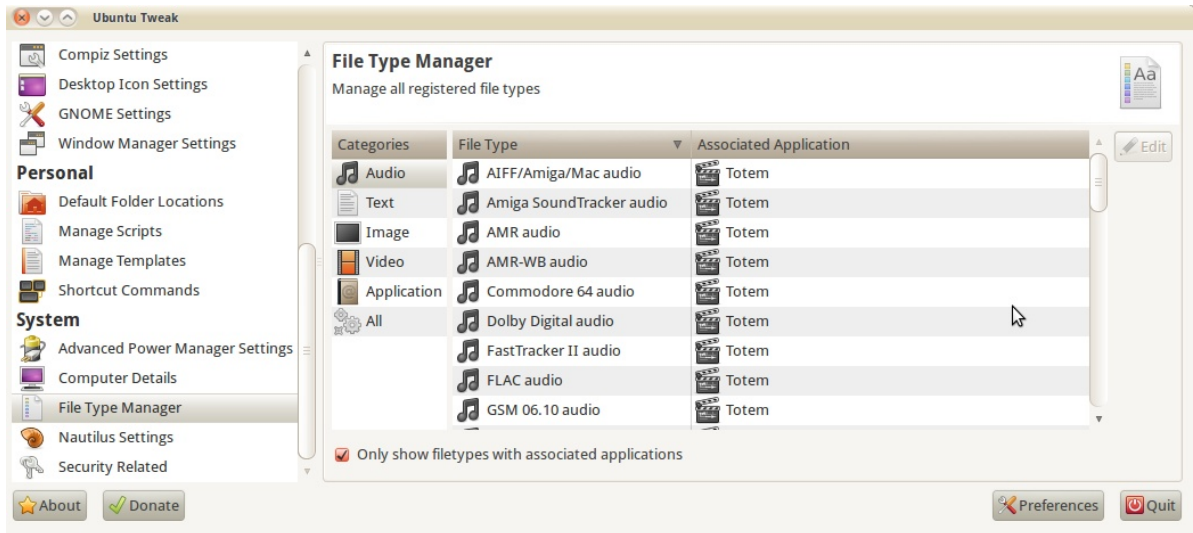 Ubuntu Tweak
Compiz Settings
Desktop Icon Settings
GNOME Settings
Window Manager Settings
Personal
Default Folder Locations
Manage Scripts
Manage Templates
Shortcut Commands
System
Advanced Power Manager Settings
Computer Details
File Type Manager
Nautilus Settings
Security Related
File Type Manager
Manage all registered file types
Aa
Categories
Audio
Text
Image
Video
Application
All
File Type Associated Application
AIFF/Amiga/Mac audio Totem
Amiga SoundTracker audio Totem
AMR audio Totem
AMR-WB audio Totem
Commodore 64 audio Totem
Dolby Digital audio Totem
FastTracker II audio Totem
FLAC audio Totem
GSM 06.10 audio Totem
Edit
Only show filetypes with associated applications
About Donate Preferences Quit